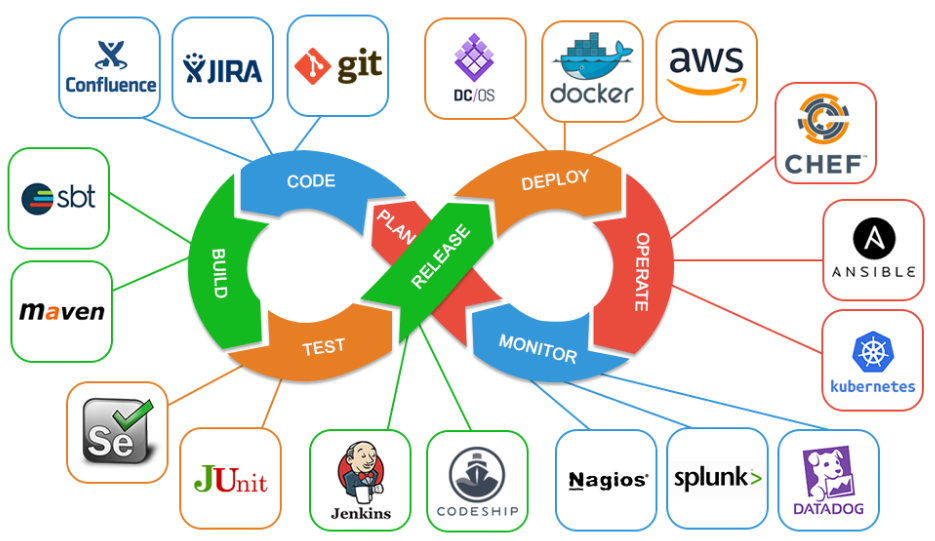 Confluence
JIRA
git
DC/OS
docker
aws
CHEF
sbt
CODE
PLAN
RELEASE
DEPLOY
BUILD
OPERATE
ANSIBLE
maven
TEST
MONITOR
kubernetes
Se
JUnit
Jenkins
CODESHIP
Nagios®
splunk>
DATADOG